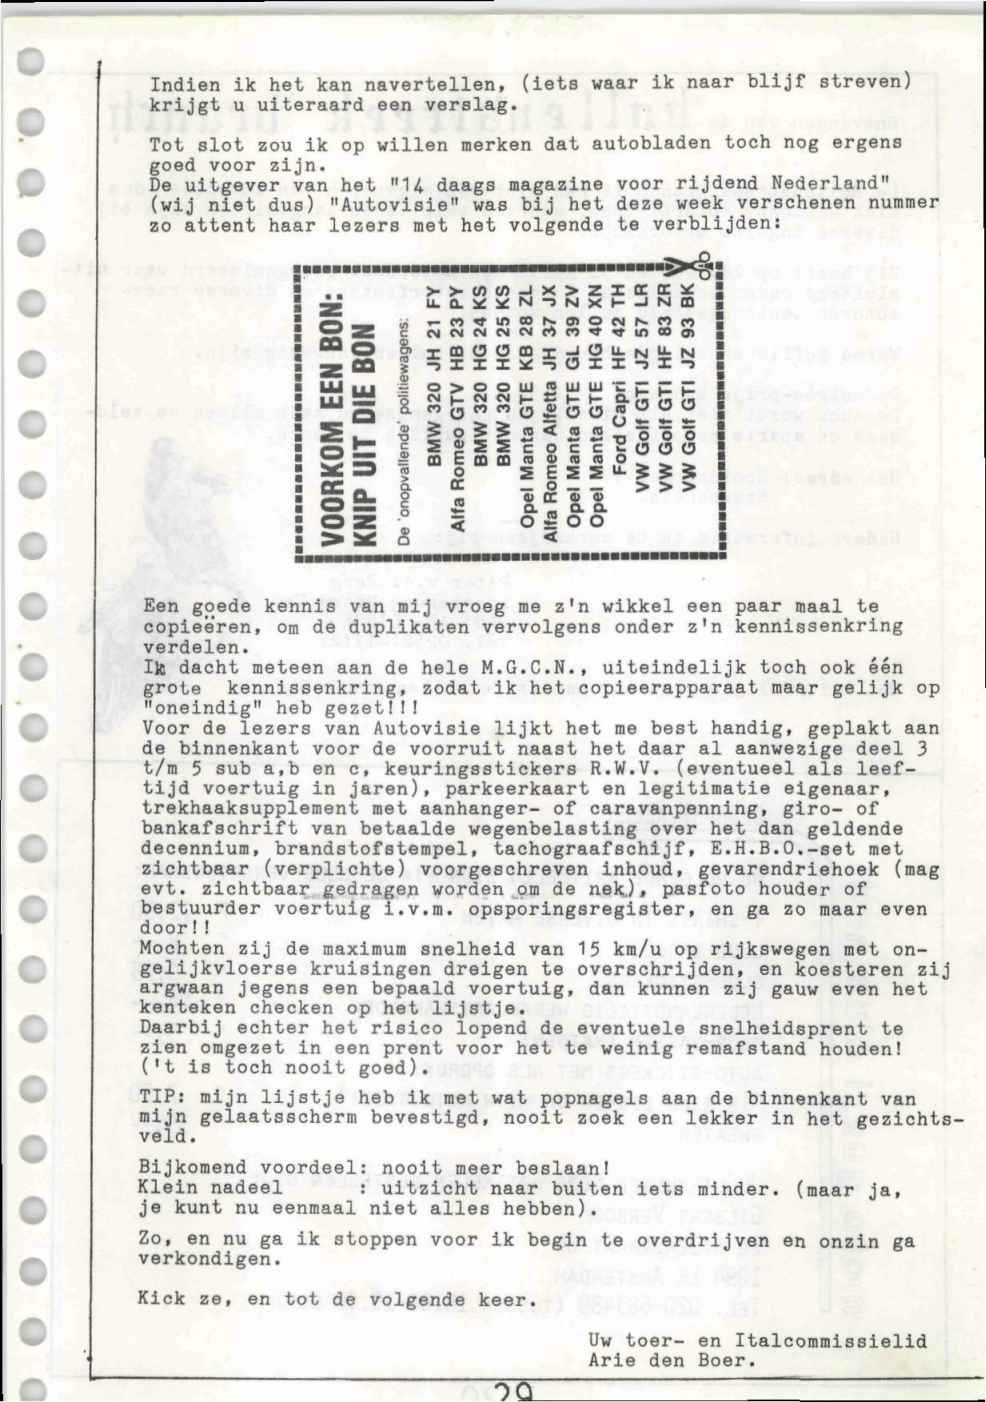 Indien ik het kan navertellen, (iets waar ik naar blijf streven)
krijgt u uiteraard een verslag.
Tot slot zou ik op willen merken dat autobladen toch nog ergens
goed voor zijn.
De uitgever van het "14 daags magazine voor rijdend Nederland"
(wij niet dus) "Autovisie" was bij het deze week verschenen nummer
zo attent haar lezers met het volgende te verblijden:
VOORKOM EEN BON:
KNIP UIT DIE BON
De 'onopvallende' politiewagens:
BMW 320 JH 21 FY
Alfa Romeo GTV HB 23 PY
BMW 320 HG 24 KS
BMW 320 HG 25 KS
Opel Manta GTE KB 28 ZL
Alfa Romeo Alfetta JH 37 JX
Opel Manta GTE GL 39 ZV
Opel Manta GTE HG 40 XN
Ford Capri HF 42 TH
VW Golf GTI JZ 57 LR
VW Golf GTI HF 83 ZR
VW Golf GTI JZ 93 BK
Een goede kennis van mij vroeg me z'n wikkel een paar maal te
copieëren, om de duplikaten vervolgens onder z'n kennissenkring
verdelen.
Ik dacht meteen aan de hele M.G.C.N., uiteindelijk toch ook één
grote kennissenkring, zodat ik het copieerapparaat maar gelijk op
"oneindig" heb gezet!!!
Voor de lezers van Autovisie lijkt het me best handig, geplakt aan
de binnenkant voor de voorruit naast het daar al aanwezige deel 3
t/m 5 sub a,b en c, keuringsstickers R.W.V. (eventueel als leef-
tijd voertuig in jaren), parkeerkaart en legitimatie eigenaar,
trekhaaksupplement met aanhanger- of caravanpenning, giro- of
bankafschrift van betaalde wegenbelasting over het dan geldende
decennium, brandstofstempel, tachograafschijf, E.H.B.O.-set met
zichtbaar (verplichte) voorgeschreven inhoud, gevarendriehoek (mag
evt. zichtbaar gedragen worden om de nek), pasfoto houder of
bestuurder voertuig i.v.m. opsporingsregister, en ga zo maar even
door!!
Mochten zij de maximum snelheid van 15 km/u op rijkswegen met on-
gelijkvloerse kruisingen dreigen te overschrijden, en koesteren zij
argwaan jegens een bepaald voertuig, dan kunnen zij gauw even het
kenteken checken op het lijstje.
Daarbij echter het risico lopend de eventuele snelheidsprent te
zien omgezet in een prent voor het te weinig remafstand houden!
('t is toch nooit goed).
TIP: mijn lijstje heb ik met wat popnagels aan de binnenkant van
mijn gelaatsscherm bevestigd, nooit zoek een lekker in het gezichts-
veld.
Bijkomend voordeel: nooit meer beslaan!
Klein nadeel : uitzicht naar buiten iets minder. (maar ja,
je kunt nu eenmaal niet alles hebben).
Zo, en nu ga ik stoppen voor ik begin te overdrijven en onzin ga
verkondigen.
Kick ze, en tot de volgende keer.
Uw toer- en Italcommissielid
Arie den Boer.
29